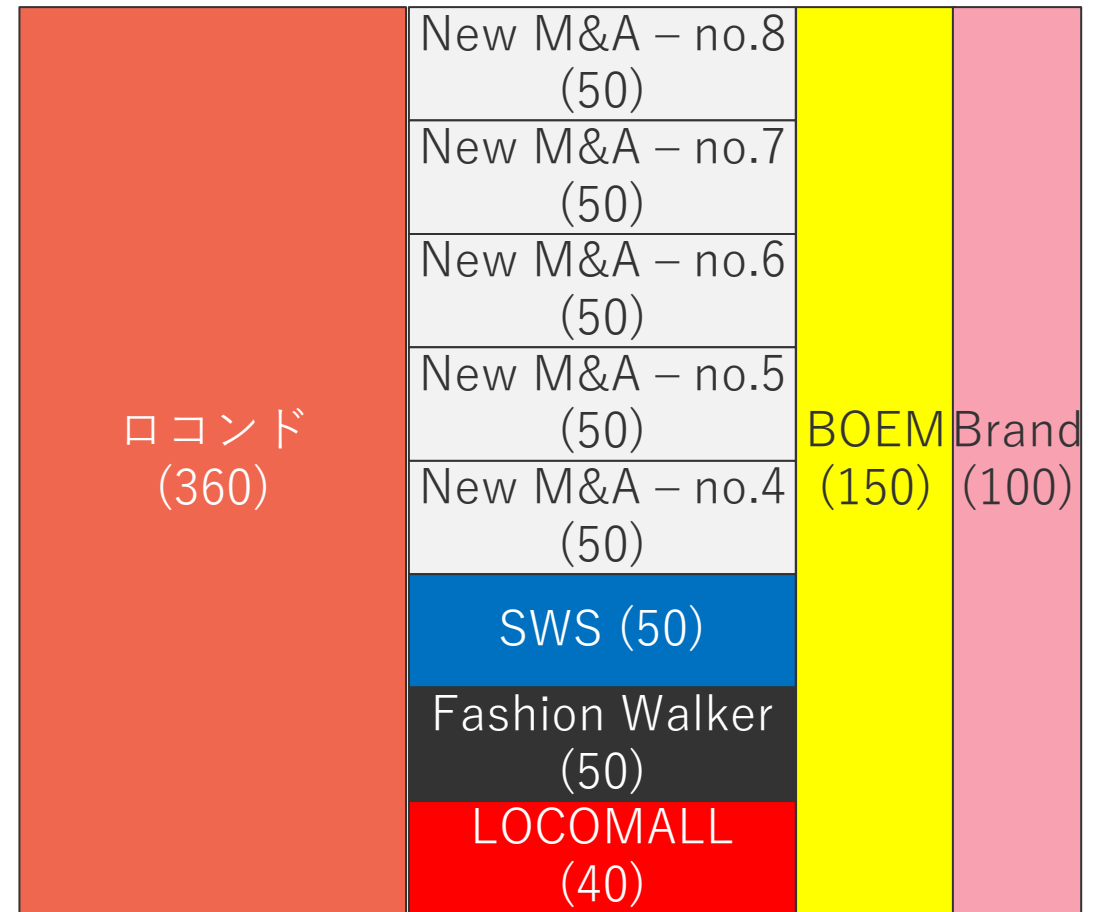 ロコンド
(360)
New M&A – no.8
(50)
New M&A – no.7
(50)
New M&A – no.6
(50)
New M&A – no.5
(50)
New M&A – no.4
(50)
SWS (50)
Fashion Walker
(50)
LOCOMALL
(40)
BOEM
(150)
Brand
(100)